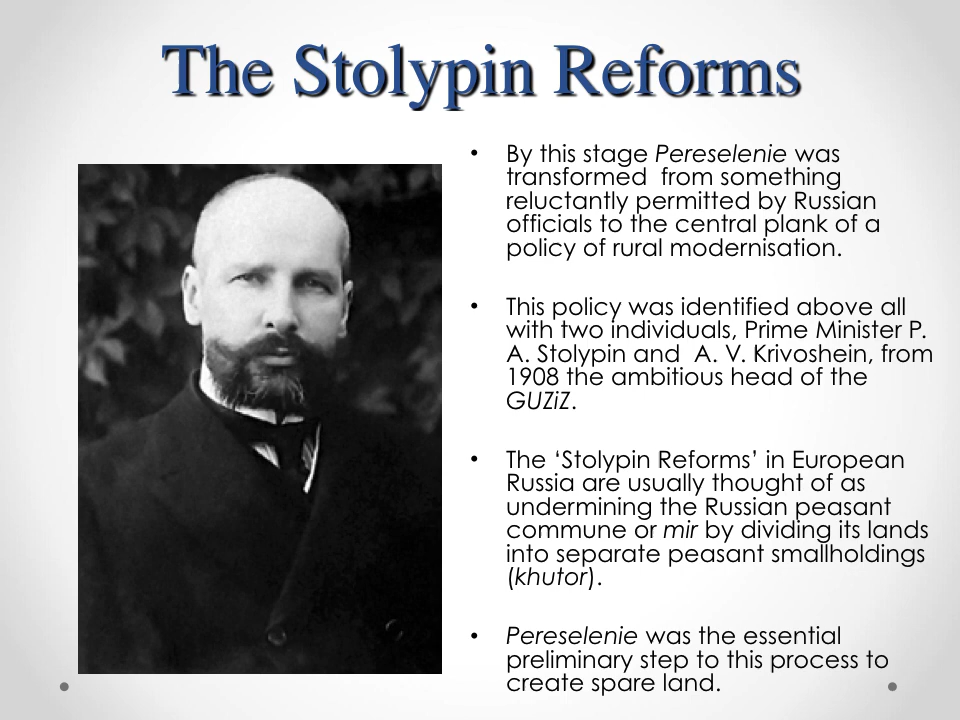 The Stolypin Reforms
• By this stage Pereselenie was
transformed  from something
reluctantly permitted by Russian
officials to the central plank of a
policy of rural modernisation.
• This policy was identified above all
with two individuals, Prime Minister P.
A. Stolypin and  A. V. Krivoshein, from
1908 the ambitious head of the
GUZiZ.
• The ‘Stolypin Reforms’ in European
Russia are usually thought of as
undermining the Russian peasant
commune or mir by dividing its lands
into separate peasant smallholdings
(khutor).
• Pereselenie was the essential
preliminary step to this process to
create spare land.